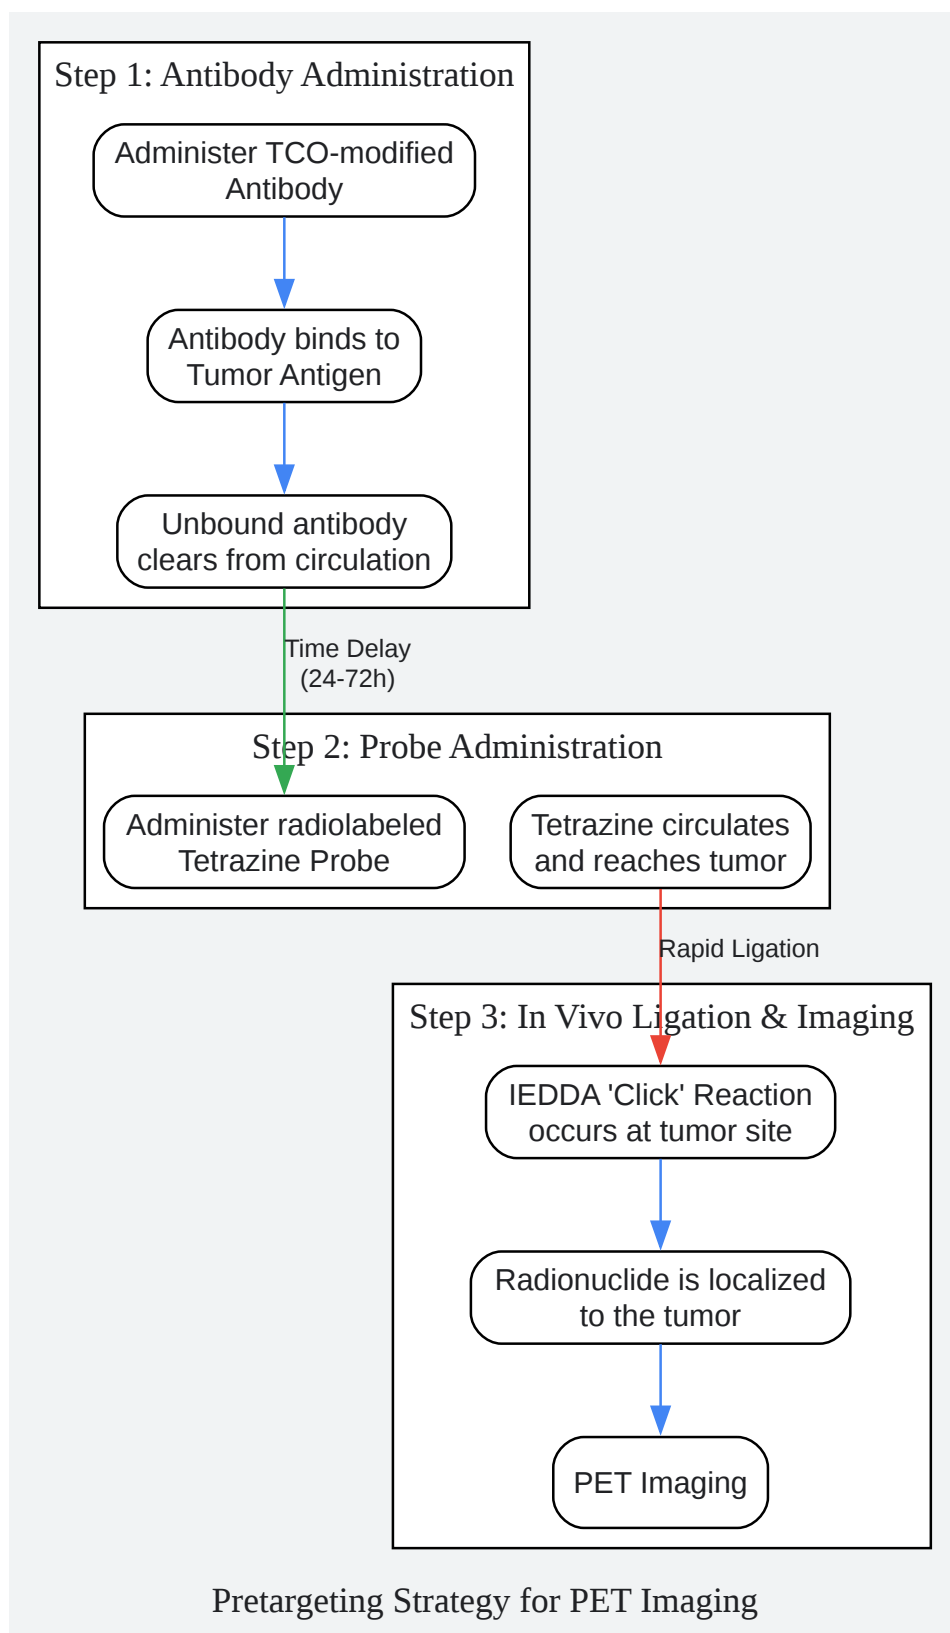 Step 1: Antibody Administration
Administer TCO-modified
Antibody
Antibody binds to
Tumor Antigen
Unbound antibody
clears from circulation
Time Delay
(24-72h)
Step 2: Probe Administration
Administer radiolabeled
Tetrazine Probe
Tetrazine circulates
and reaches tumor
Rapid Ligation
Step 3: In Vivo Ligation & Imaging
IEDDA 'Click' Reaction
occurs at tumor site
Radionuclide is localized
to the tumor
PET Imaging
Pretargeting Strategy for PET Imaging